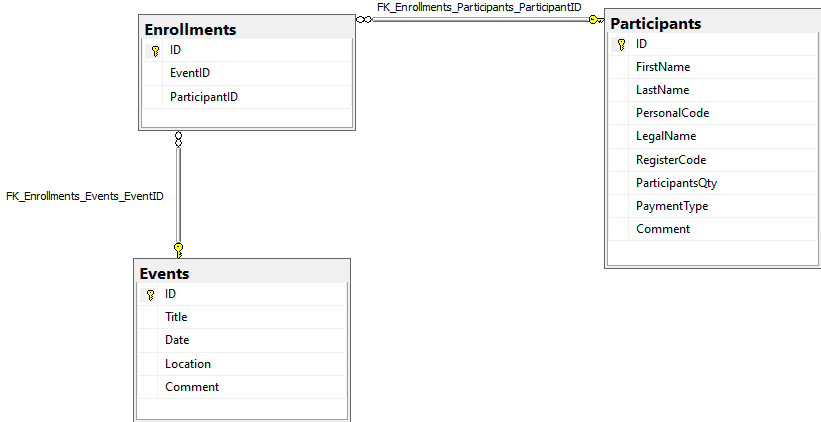 FK_Enrollments_Participants_ParticipantID
Enrollments
ID
EventID
ParticipantID
Participants
ID
FirstName
LastName
PersonalCode
LegalName
RegisterCode
ParticipantsQty
PaymentType
Comment
FK_Enrollments_Events_EventID
Events
ID
Title
Date
Location
Comment